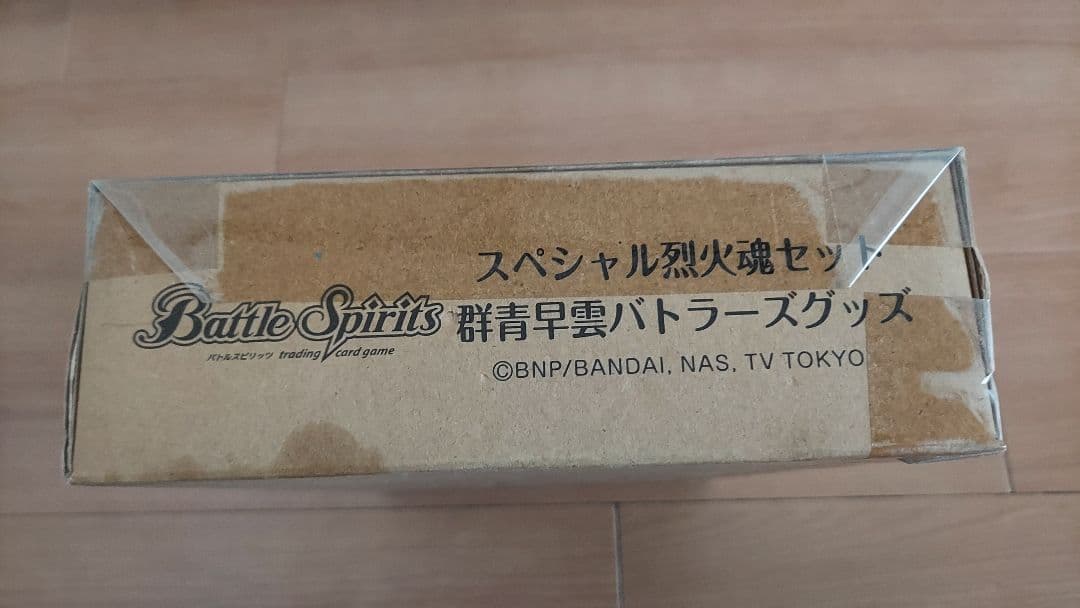 スペシャル烈火魂セット
Battle Spirits 群青早雲バトラーズグッズ
バトルスピリッツ trading card game
©BNP/BANDAI, NAS, TV TOKYO